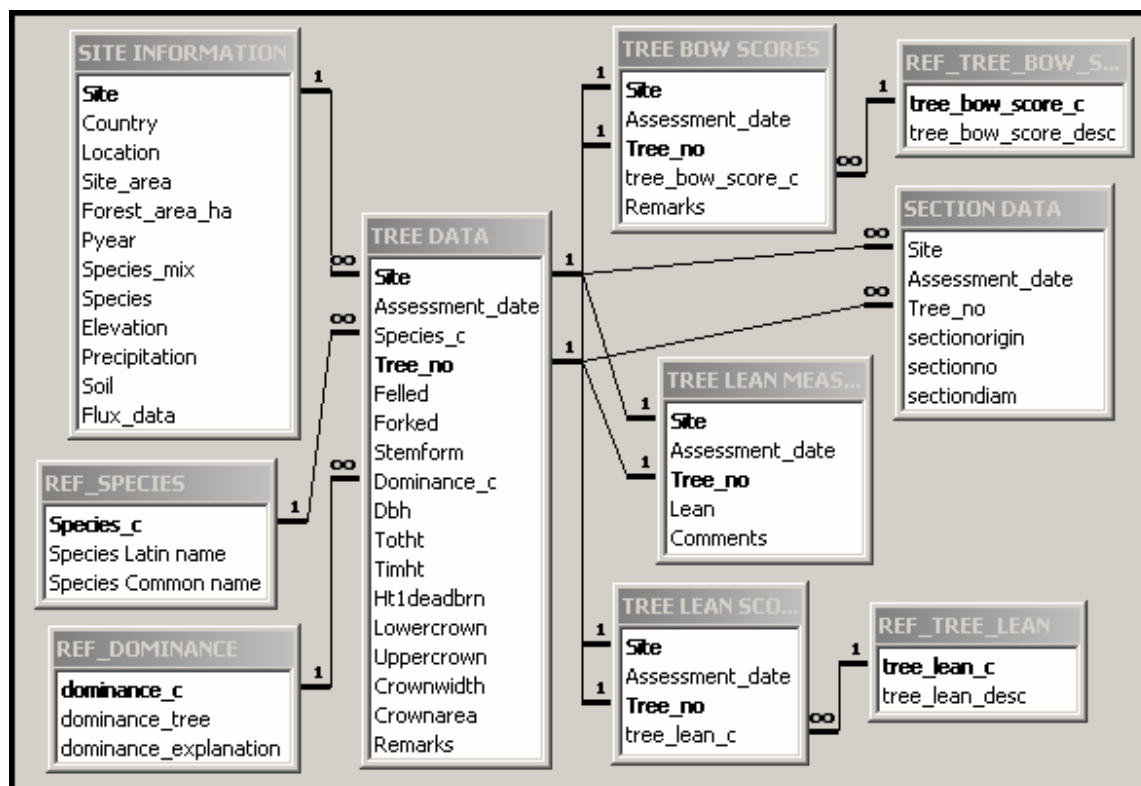 SITE INFORMATION
Site
Country
Location
Site_area
Forest_area_ha
Pyear
Species_mix
Species
Elevation
Precipitation
Soil
Flux_data
1
∞
REF_SPECIES
Species_c
Species Latin name
Species Common name
1
∞
REF_DOMINANCE
dominance_c
dominance_tree
dominance_explanation
1
∞
TREE DATA
Site
Assessment_date
Species_c
Tree_no
Felled
Forked
Stemform
Dominance_c
Dbh
Totht
Timht
Ht1deadbrn
Lowercrown
Uppercrown
Crownwidth
Crownarea
Remarks
1
1
TREE BOW SCORES
Site
Assessment_date
Tree_no
tree_bow_score_c
Remarks
1
1
∞
REF_TREE_BOW_S...
tree_bow_score_c
tree_bow_score_desc
1
SECTION DATA
Site
Assessment_date
Tree_no
sectionorigin
sectionno
sectiondiam
∞
∞
TREE LEAN MEAS...
Site
Assessment_date
Tree_no
Lean
Comments
1
1
TREE LEAN SCO...
Site
Assessment_date
Tree_no
tree_lean_c
1
1
∞
REF_TREE_LEAN
tree_lean_c
tree_lean_desc
1